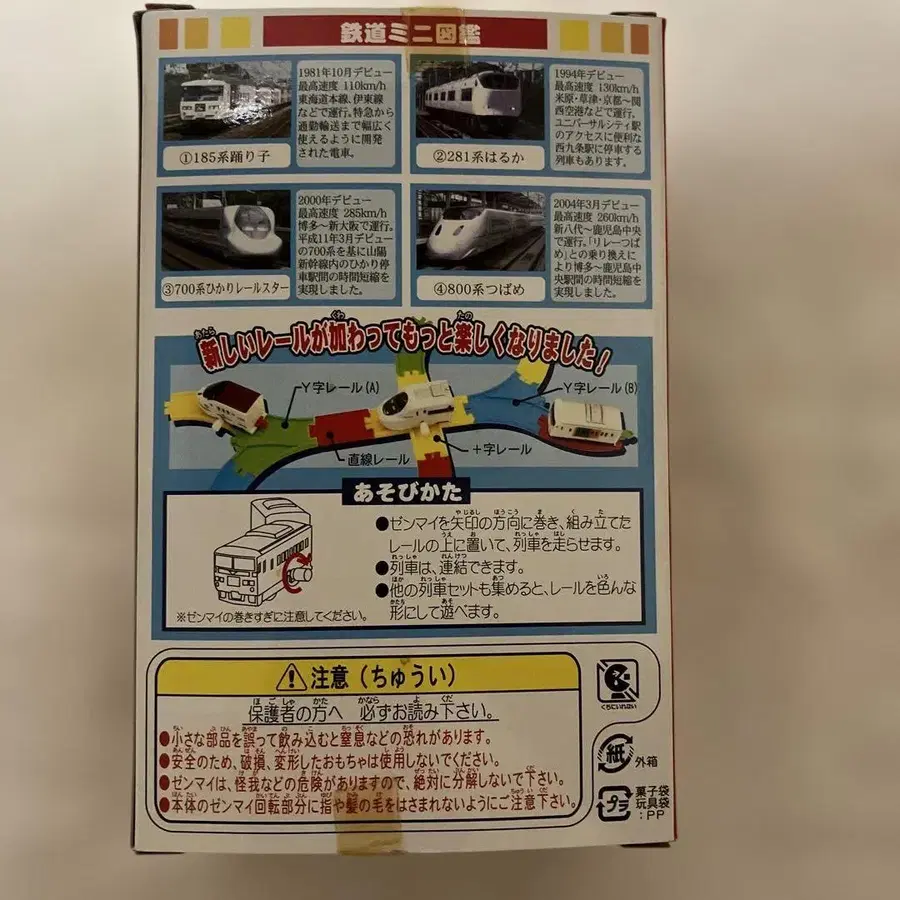 鉄道ミニ図鑑
1981年10月デビュー
最高速度 110km/h
東海道本線、伊東線
などで運行。特急から
通勤輸送まで幅広く
使えるように開発
された電車。
①185系踊り子
1994年デビュー
最高速度 130km/h
米原・草津・京都～関
西空港などで運行。
ユニバーサルシティ駅
のアクセスに便利な
西九条駅に停車する
列車もあります。
②281系はるか
2000年デビュー
最高速度 285km/h
博多～新大阪で運行。
平成11年3月デビュー
の700系を基に山陽
新幹線内のひかり停
車駅間の時間短縮を
実現しました。
③700系ひかりレールスター
2004年3月デビュー
最高速度 260km/h
新八代～鹿児島中央
で運行。「リレーつば
め」との乗り換えに
より博多～鹿児島中
央駅間の時間短縮を
実現しました。
④800系つばめ
新しいレールが加わってもっと楽しくなりました!
Y字レール(A)
Y字レール(B)
直線レール
十字レール
あそびかた
●ゼンマイを矢印の方向に巻き、組み立てた
レールの上に置いて、列車を走らせます。
●列車は、連結できます。
●他の列車セットも集めると、レールを色んな
形にして遊べます。
※ゼンマイの巻きすぎに注意してください。
注意(ちゅうい)
保護者の方へ 必ずお読み下さい。
●小さな部品を誤って飲み込むと窒息などの恐れがあります。
●安全のため、破損、変形したおもちゃは使用しないでください。
●ゼンマイは、怪我などの危険がありますので、絶対に分解しないで下さい。
●本体のゼンマイ回転部分に指や髪の毛をはさまれないようにご注意下さい。
くちにいれない
紙
外箱
プラ
菓子袋
玩具袋
:PP